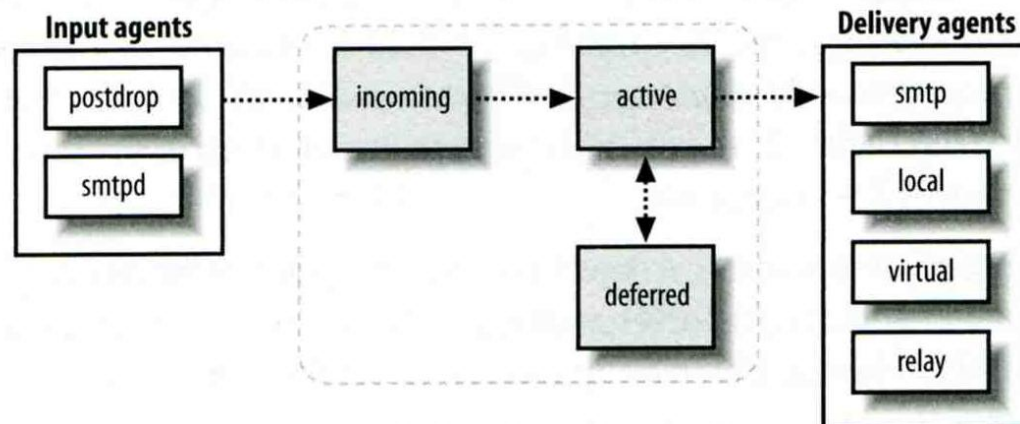 Input agents
postdrop
smtpd
incoming
active
deferred
Delivery agents
smtp
local
virtual
relay